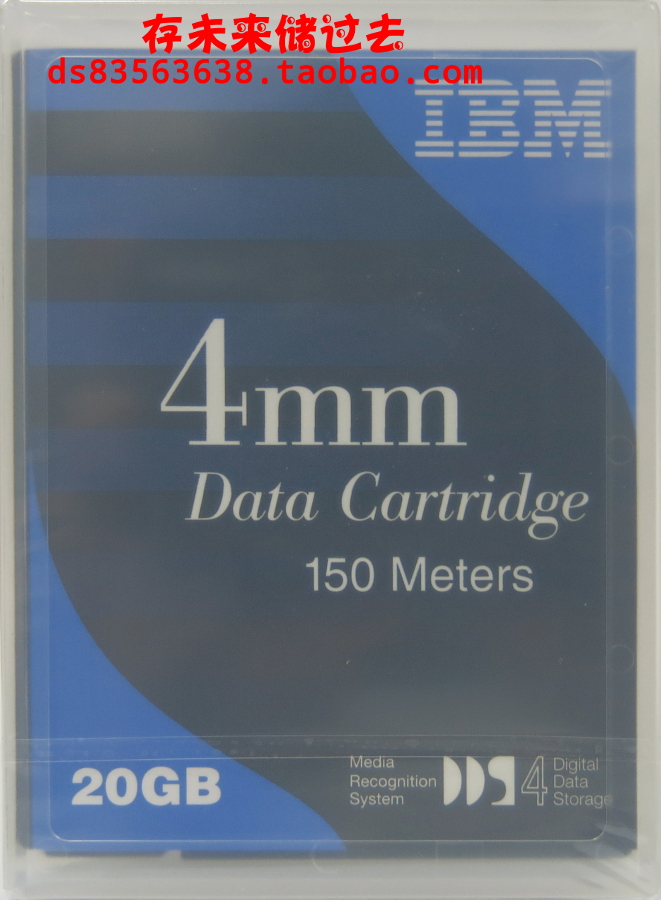 存未来储过去
ds83563638.taobao.com
IBM
4mm
Data Cartridge
150 Meters
20GB
Media
Recognition
System
DDS 4
Digital
Data
Storage